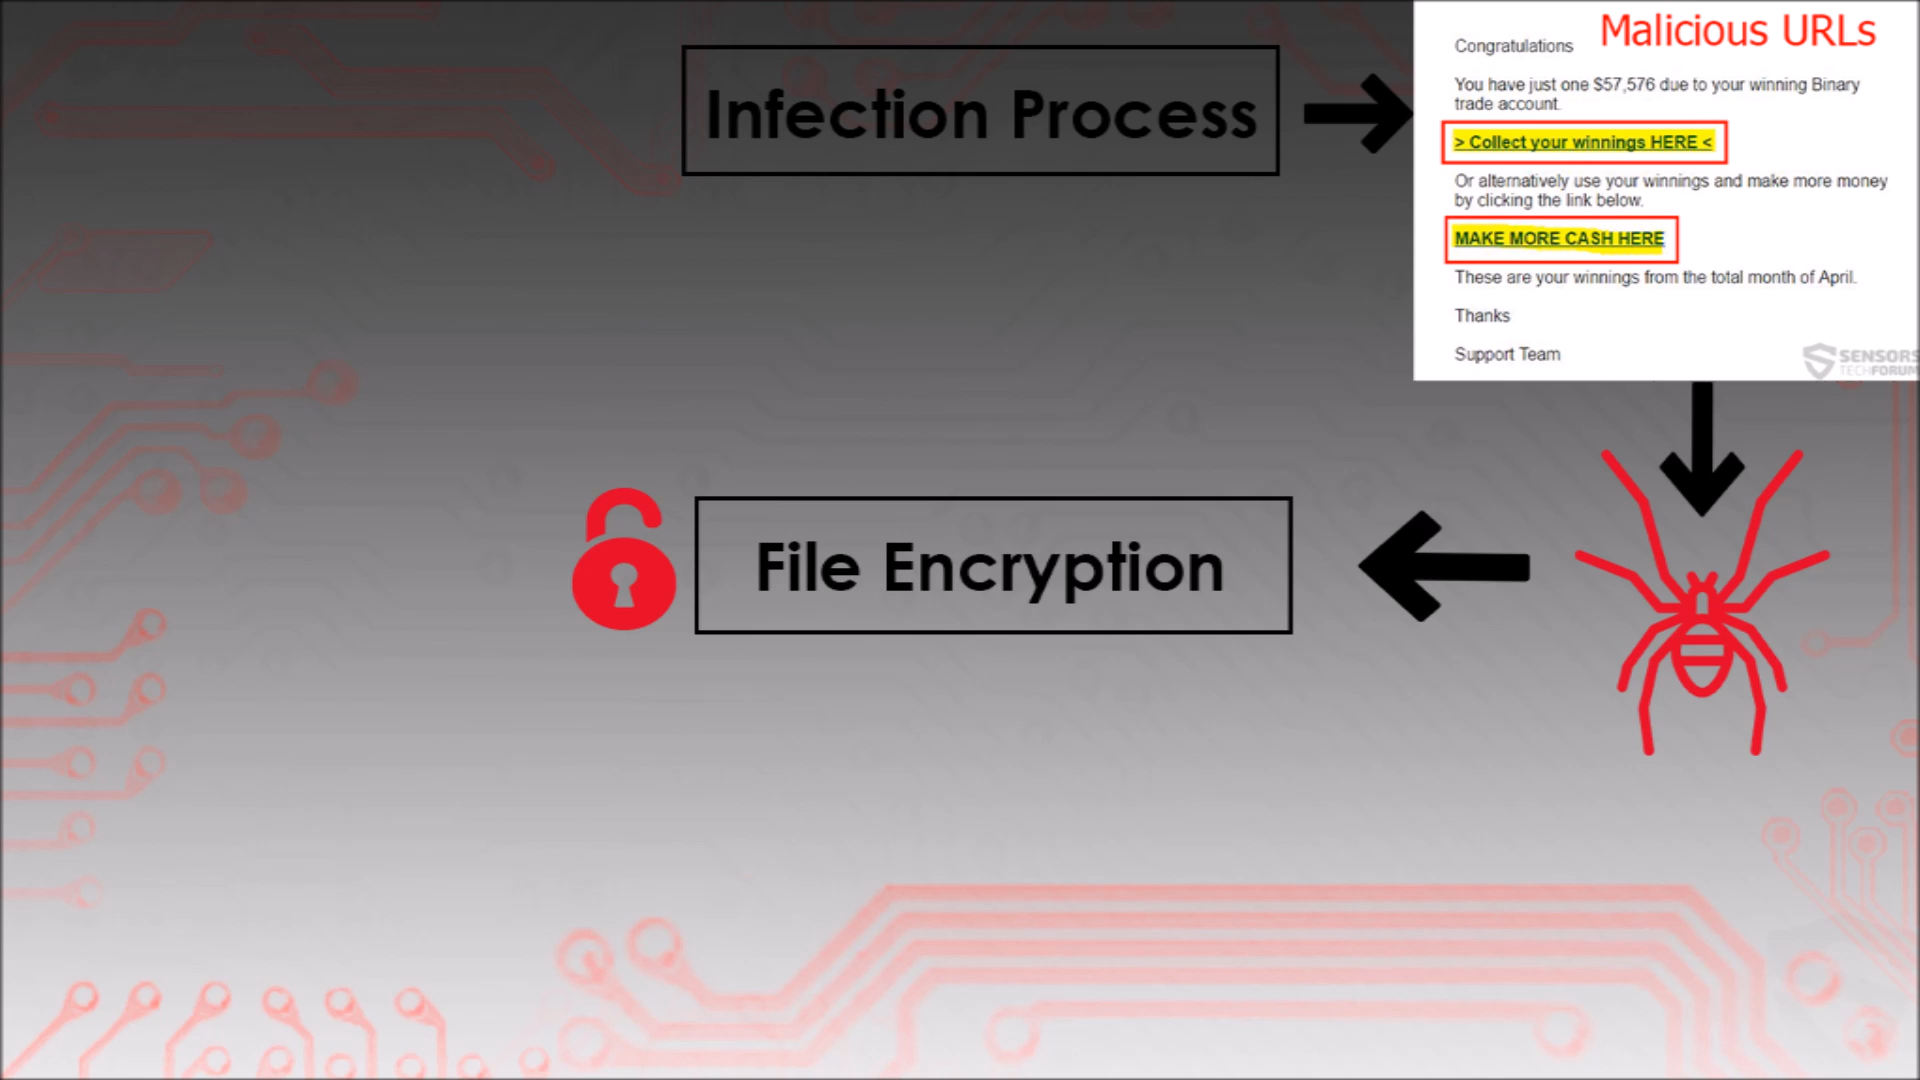 Infection Process
Malicious URLs
Congratulations
You have just one $57,576 due to your winning Binary
trade account.
> Collect your winnings HERE <
Or alternatively use your winnings and make more money
by clicking the link below.
MAKE MORE CASH HERE
These are your winnings from the total month of April.
Thanks
Support Team
SENSORS
TECHFORUM
File Encryption